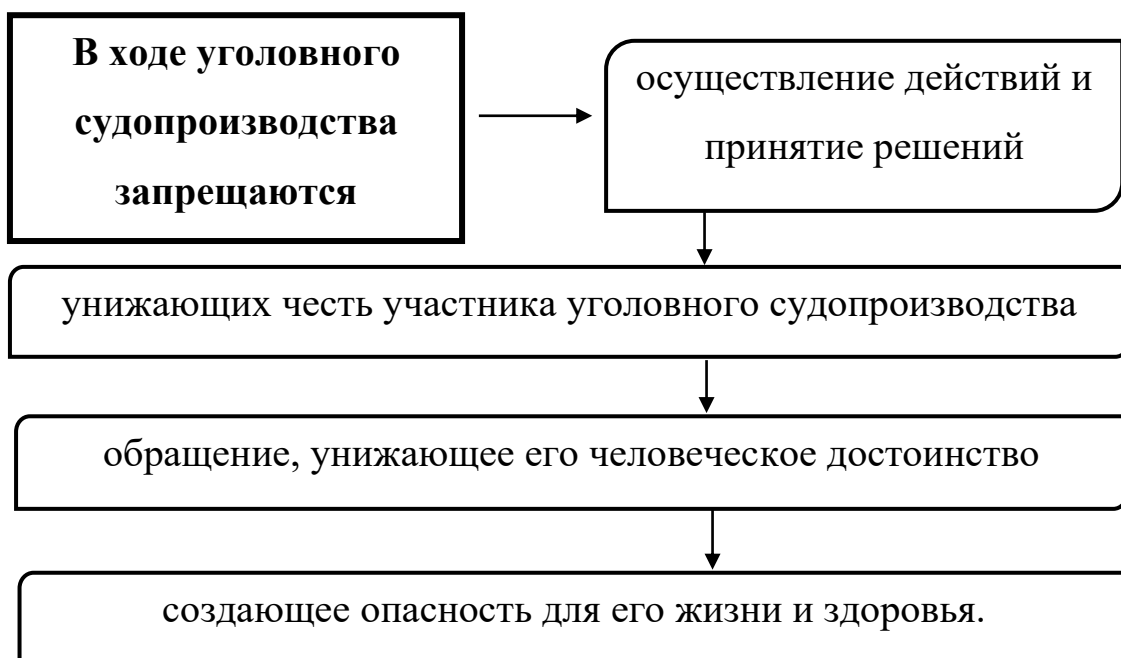 В ходе уголовного
судопроизводства
запрещаются
осуществление действий и
принятие решений
унижающих честь участника уголовного судопроизводства
обращение, унижающее его человеческое достоинство
создающее опасность для его жизни и здоровья.